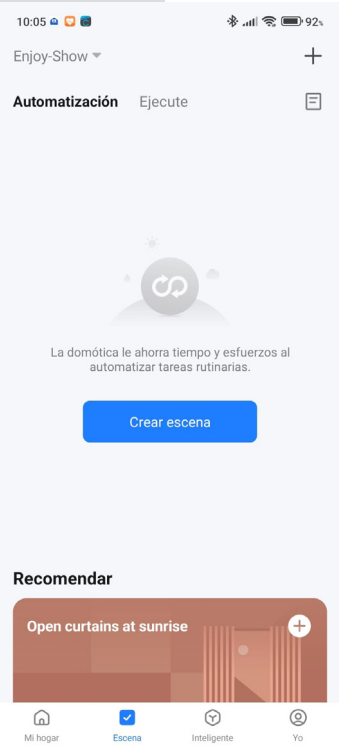 10:05
92%
Enjoy-Show
Automatización Ejecute
La domótica le ahorra tiempo y esfuerzos al
automatizar tareas rutinarias.
Crear escena
Recomendar
Open curtains at sunrise
Mi hogar Escena Inteligente Yo